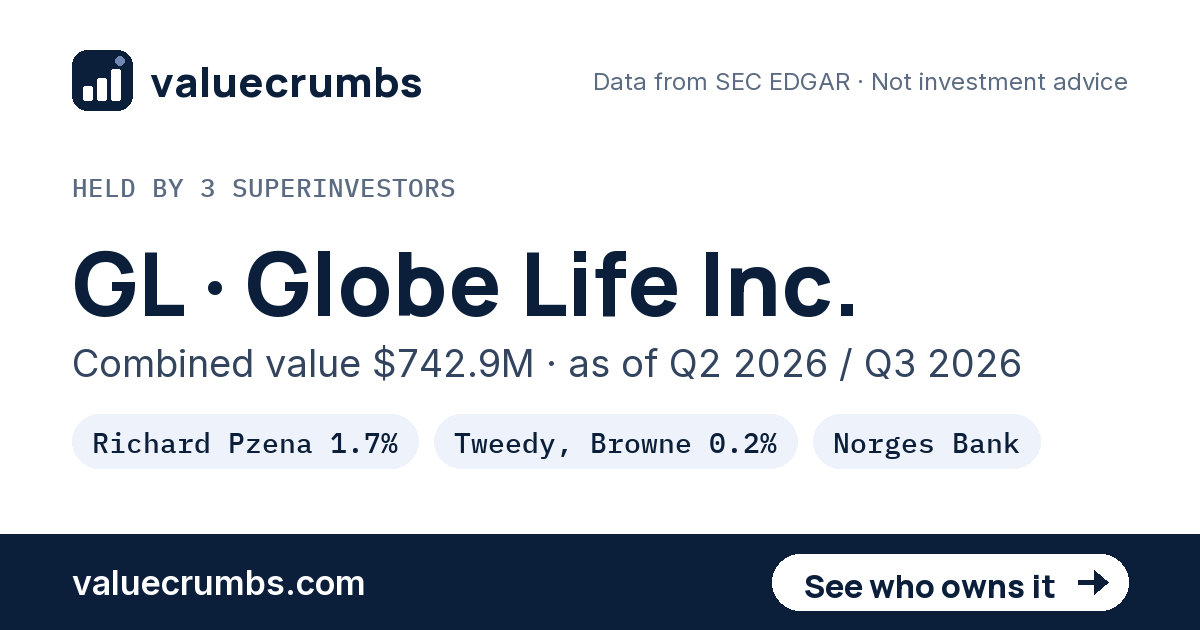 valuecrumbs
Data from SEC EDGAR · Not investment advice
HELD BY 3 SUPERINVESTORS
GL · Globe Life Inc.
Combined value $742.9M · as of Q2 2026 / Q3 2026
Richard Pzena 1.7%
Tweedy, Browne 0.2%
Norges Bank
valuecrumbs.com
See who owns it →